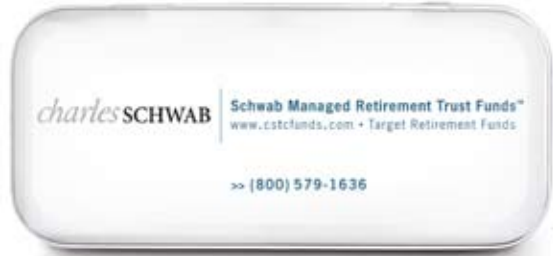 charles SCHWAB
Schwab Managed Retirement Trust Funds™
www.cstcfunds.com • Target Retirement Funds
>> (800) 579-1636